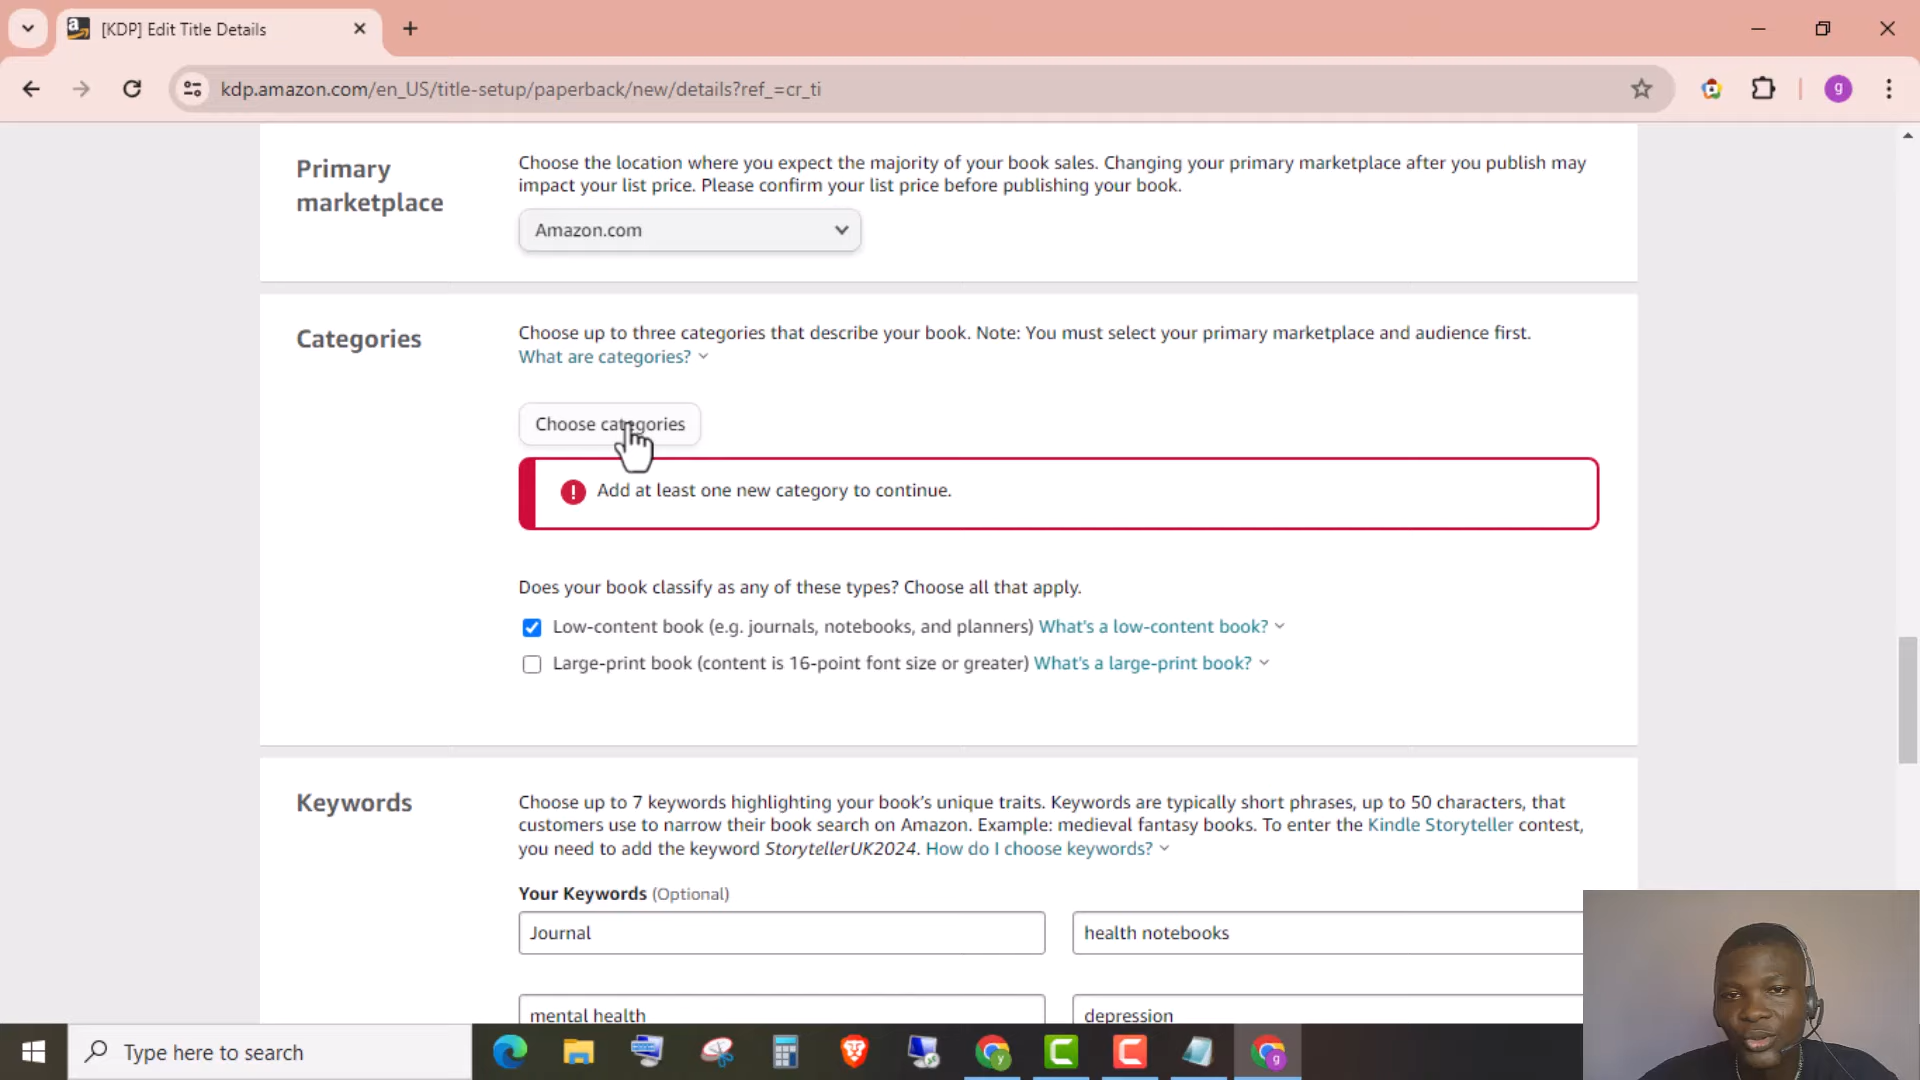 [KDP] Edit Title Details
kdp.amazon.com/en_US/title-setup/paperback/new/details?ref_=cr_ti
g
Primary
marketplace
Choose the location where you expect the majority of your book sales. Changing your primary marketplace after you publish may
impact your list price. Please confirm your list price before publishing your book.
Amazon.com
Categories
Choose up to three categories that describe your book. Note: You must select your primary marketplace and audience first.
What are categories?
Choose categories
Add at least one new category to continue.
Does your book classify as any of these types? Choose all that apply.
Low-content book (e.g. journals, notebooks, and planners) What's a low-content book?
Large-print book (content is 16-point font size or greater) What's a large-print book?
Keywords
Choose up to 7 keywords highlighting your book's unique traits. Keywords are typically short phrases, up to 50 characters, that
customers use to narrow their book search on Amazon. Example: medieval fantasy books. To enter the Kindle Storyteller contest,
you need to add the keyword StorytellerUK2024. How do I choose keywords?
Your Keywords (Optional)
Journal
health notebooks
mental health
depression
Type here to search